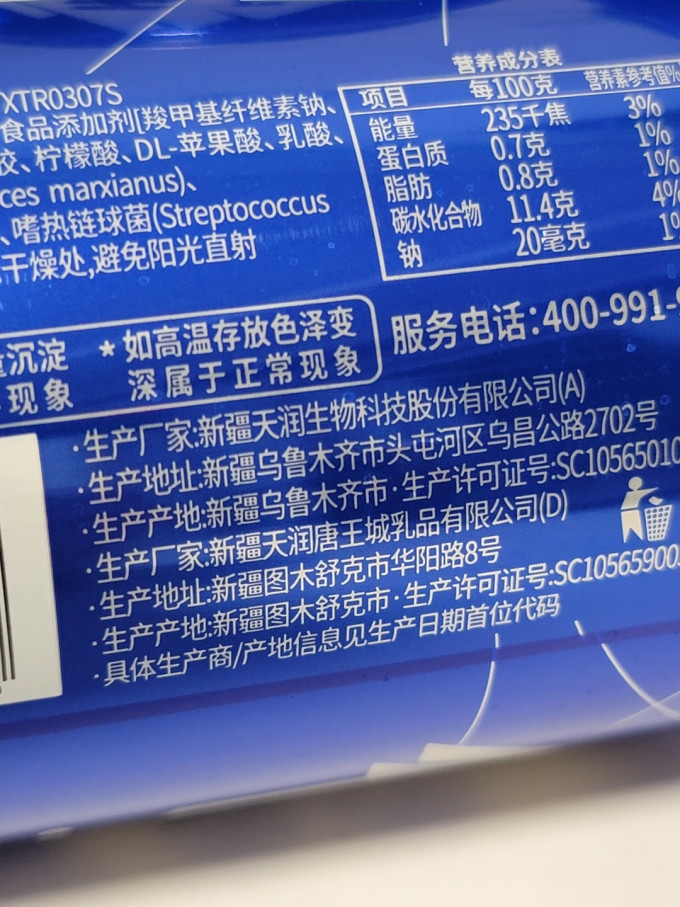 XTR0307S
食品添加剂[羧甲基纤维素钠、
胶、柠檬酸、DL-苹果酸、乳酸、
ces marxianus)、
、嗜热链球菌(Streptococcus
干燥处,避免阳光直射
营养成分表
项目 每100克 营养素参考值%
能量 235千焦 3%
蛋白质 0.7克 1%
脂肪 0.8克 1%
碳水化合物 11.4克 4%
钠 20毫克 1%
沉淀
现象
*如高温存放色泽变
深属于正常现象
服务电话:400-991-
·生产厂家:新疆天润生物科技股份有限公司(A)
·生产地址:新疆乌鲁木齐市头屯河区乌昌公路2702号
·生产产地:新疆乌鲁木齐市·生产许可证号:SC10565010
·生产厂家:新疆天润唐王城乳品有限公司(D)
·生产地址:新疆图木舒克市华阳路8号
·生产产地:新疆图木舒克市·生产许可证号:SC10565900
·具体生产商/产地信息见生产日期首位代码